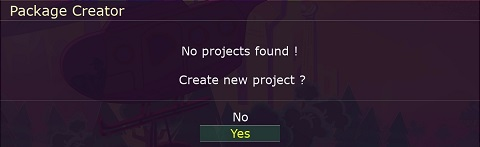 Package Creator
No projects found !
Create new project ?
No
Yes